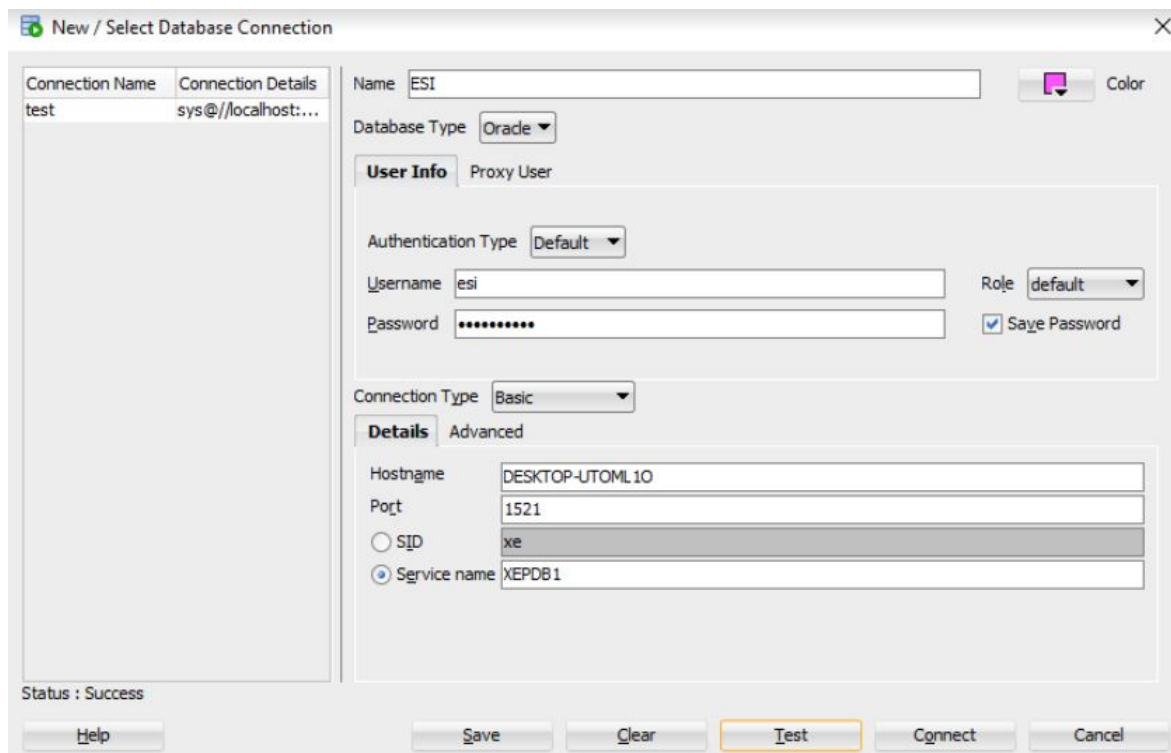 New / Select Database Connection
Connection Name Connection Details
test sys@//localhost:...
Name ESI Color
Database Type Oracle
User Info Proxy User
Authentication Type Default
Username esi Role default
Password •••••••••• Save Password
Connection Type Basic
Details Advanced
Hostname DESKTOP-UTOML1O
Port 1521
SID xe
Service name XEPDB1
Status : Success
Help Save Clear Test Connect Cancel